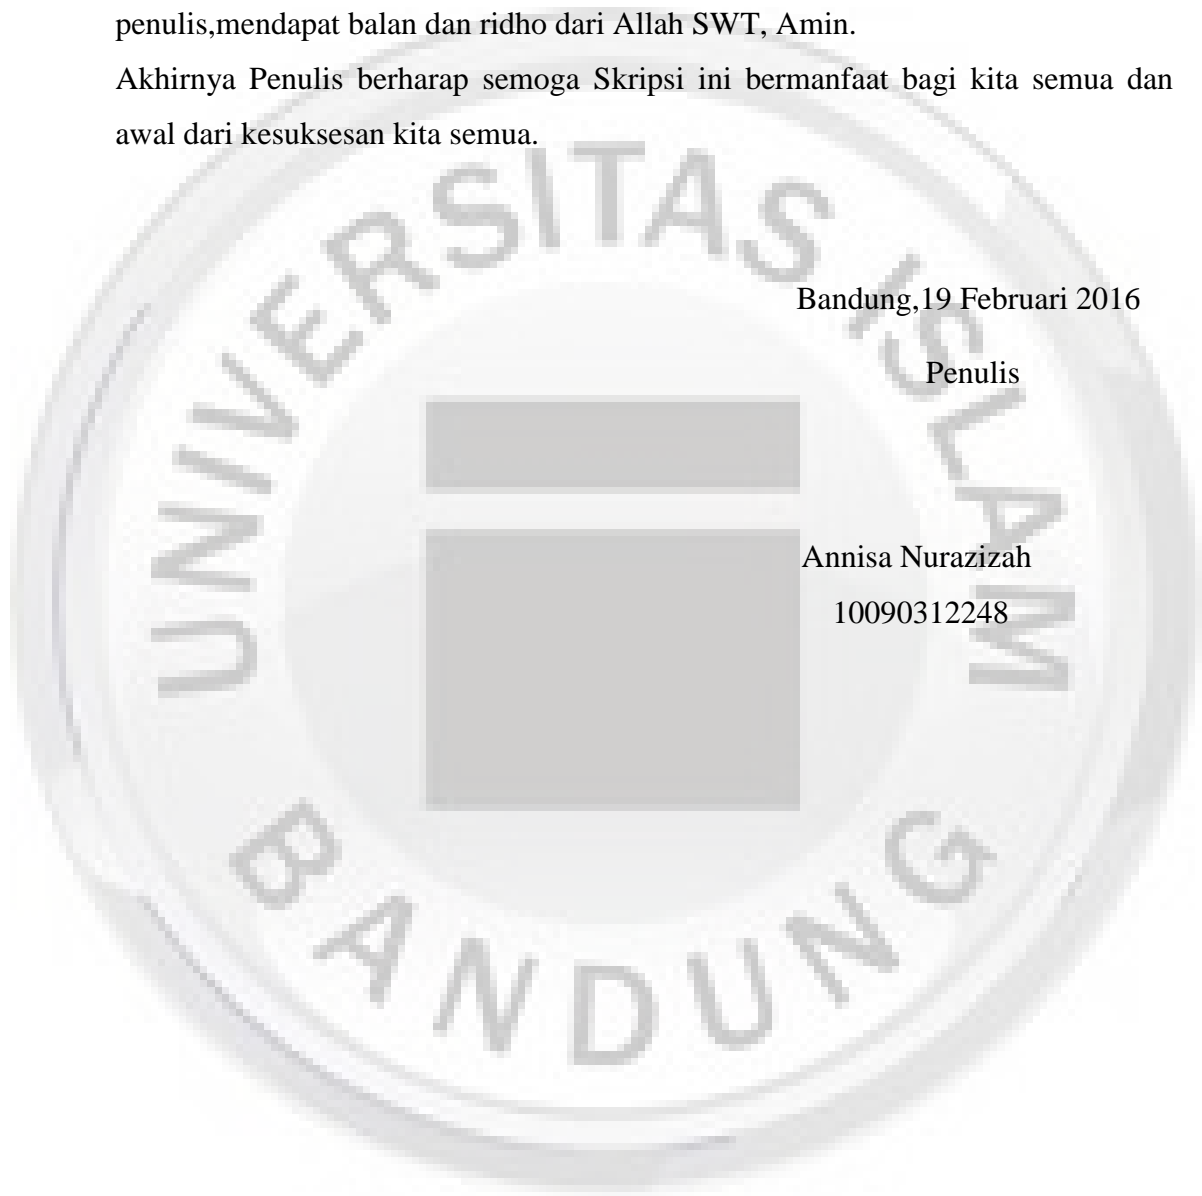 penulis,mendapat balan dan ridho dari Allah SWT, Amin.
Akhirnya Penulis berharap semoga Skripsi ini bermanfaat bagi kita semua dan
awal dari kesuksesan kita semua.
Bandung,19 Februari 2016
Penulis
Annisa Nurazizah
10090312248
UNIVERSITAS ISLAM
BANDUNG